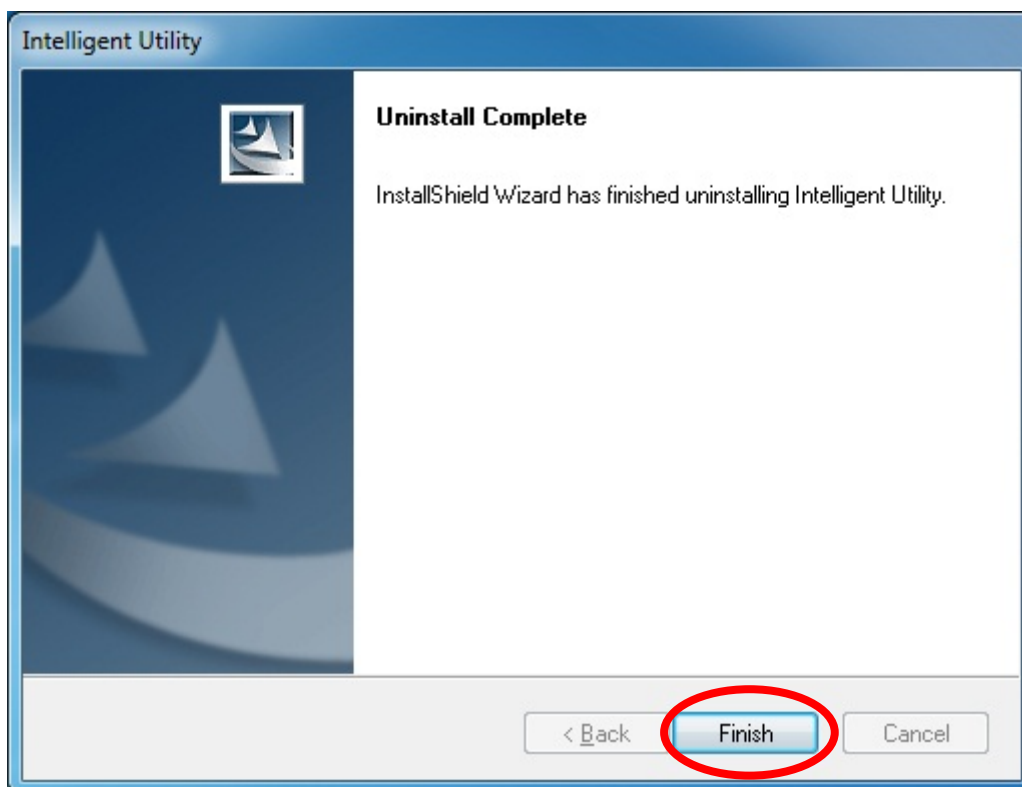 Intelligent Utility
Uninstall Complete
InstallShield Wizard has finished uninstalling Intelligent Utility.
< Back
Finish
Cancel